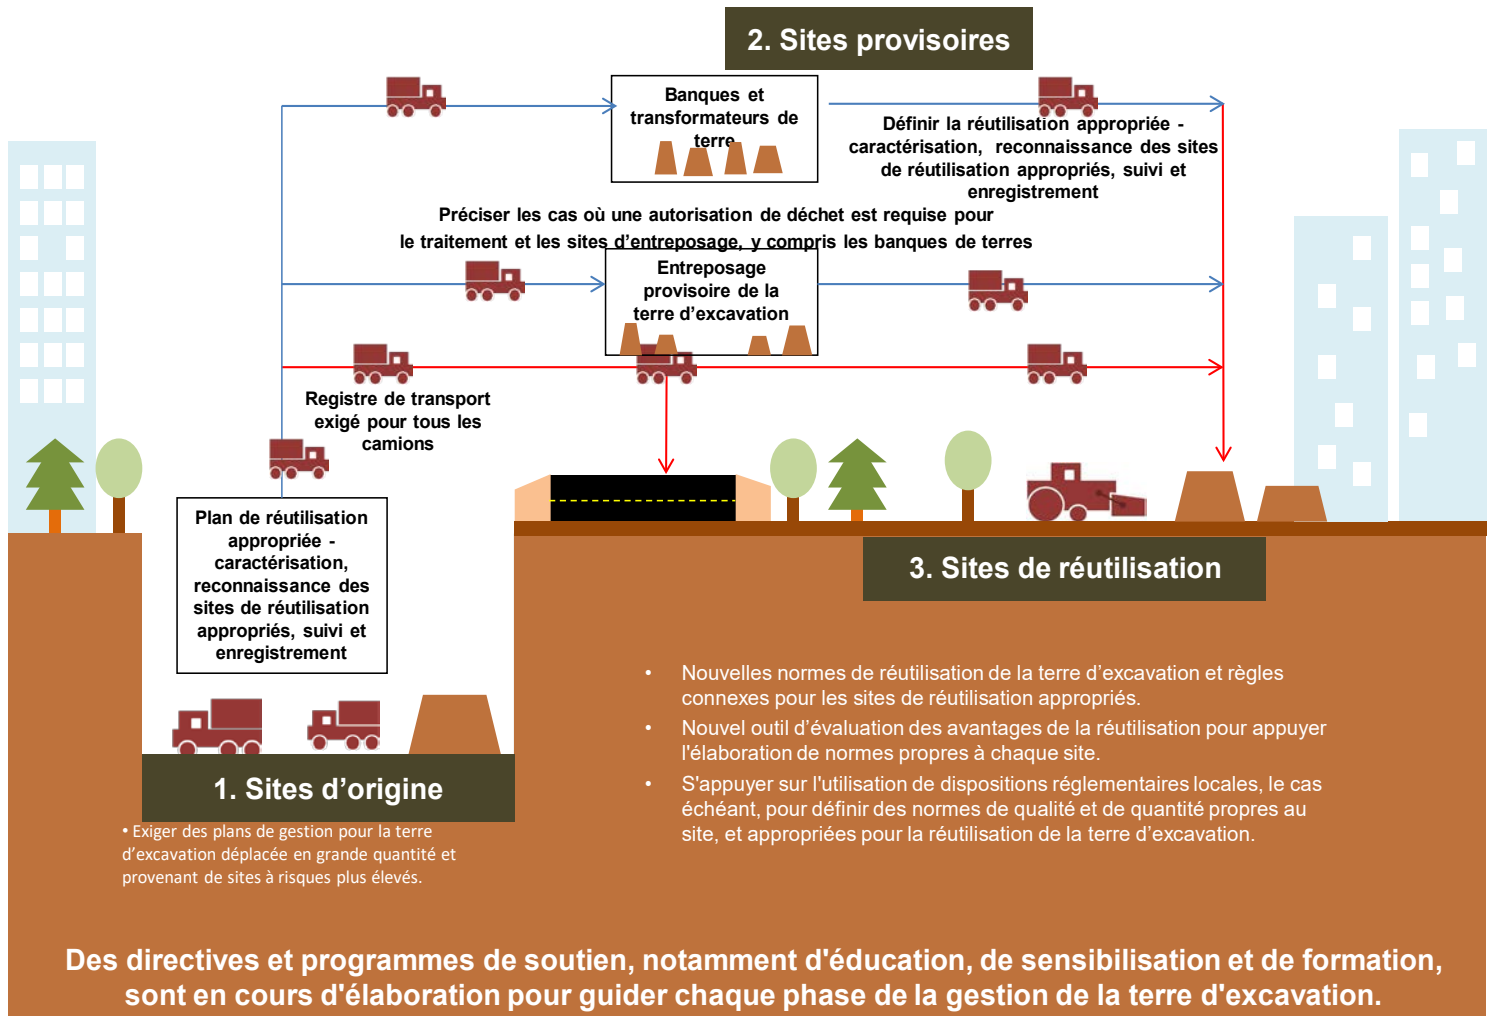 2. Sites provisoires
Banques et
transformateurs de
terre
Définir la réutilisation appropriée -
caractérisation, reconnaissance des sites
de réutilisation appropriés, suivi et
enregistrement
Préciser les cas où une autorisation de déchet est requise pour
le traitement et les sites d'entreposage, y compris les banques de terres
Entreposage
provisoire de la
terre d'excavation
Registre de transport
exigé pour tous les
camions
Plan de réutilisation
appropriée -
caractérisation,
reconnaissance des
sites de réutilisation
appropriés, suivi et
enregistrement
1. Sites d'origine
• Exiger des plans de gestion pour la terre
d'excavation déplacée en grande quantité et
provenant de sites à risques plus élevés.
3. Sites de réutilisation
• Nouvelles normes de réutilisation de la terre d'excavation et règles
connexes pour les sites de réutilisation appropriés.
• Nouvel outil d'évaluation des avantages de la réutilisation pour appuyer
l'élaboration de normes propres à chaque site.
• S'appuyer sur l'utilisation de dispositions réglementaires locales, le cas
échéant, pour définir des normes de qualité et de quantité propres au
site, et appropriées pour la réutilisation de la terre d'excavation.
Des directives et programmes de soutien, notamment d'éducation, de sensibilisation et de formation,
sont en cours d'élaboration pour guider chaque phase de la gestion de la terre d'excavation.